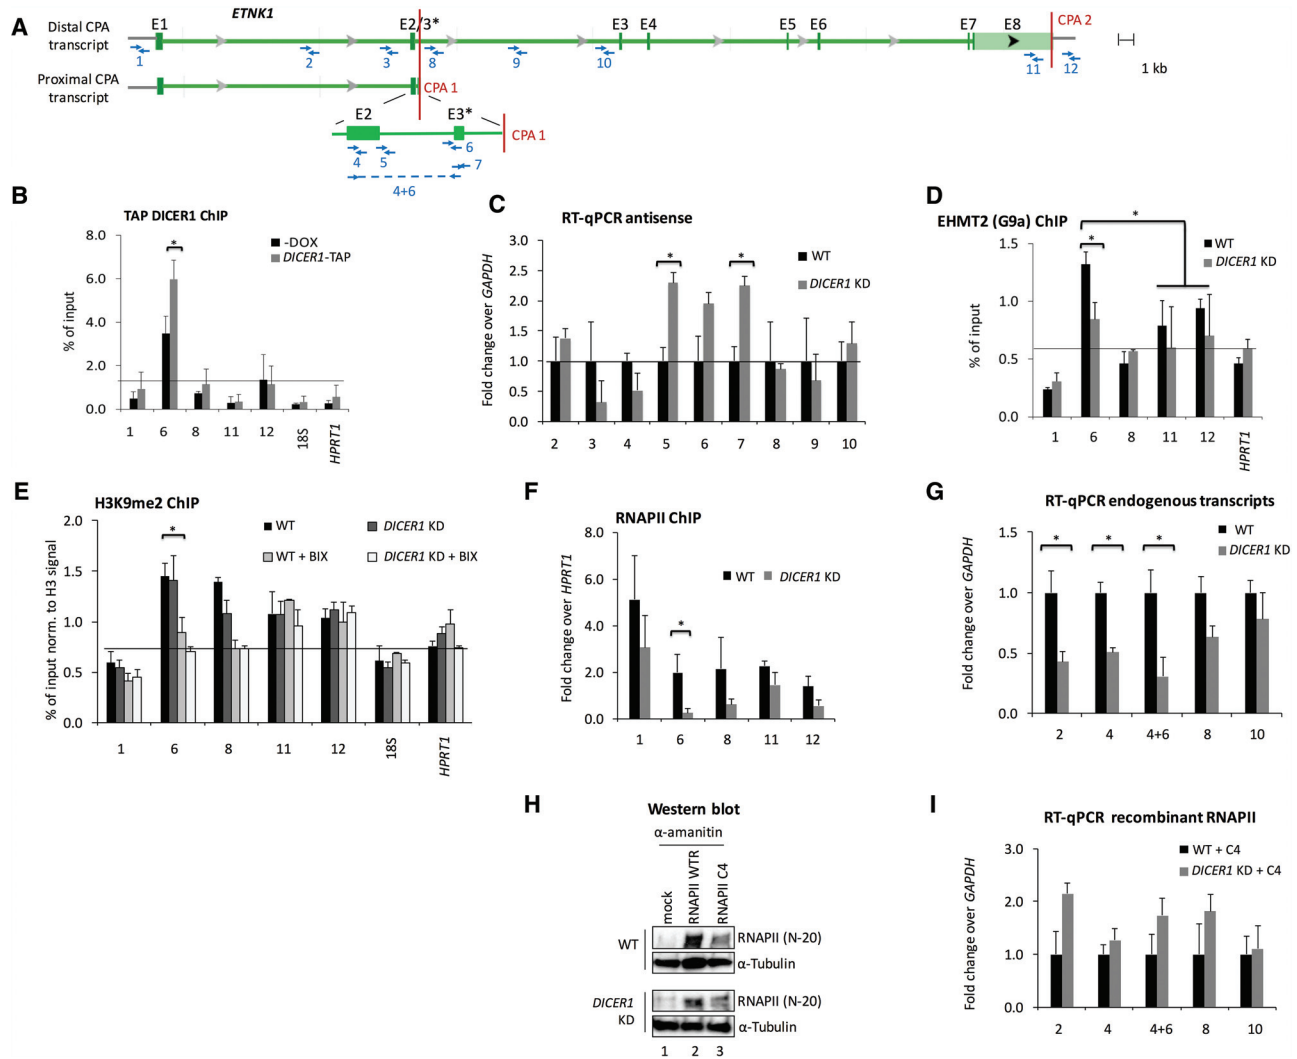 A
ETNK1
Distal CPA transcript
E1
E2/3*
E3
E4
E5
E6
E7
E8
CPA 2
1
2
3
8
9
10
11
12
1 kb
Proximal CPA transcript
CPA 1
E2
E3*
CPA 1
4
5
6
7
4+6
B
TAP DICER1 ChIP
-DOX
DICER1-TAP
*
% of input
8.0
6.0
4.0
2.0
0.0
1 6 8 11 12 18S HPRT1
C
RT-qPCR antisense
WT
DICER1 KD
* *
Fold change over GAPDH
3.0
2.5
2.0
1.5
1.0
0.5
0.0
2 3 4 5 6 7 8 9 10
D
EHMT2 (G9a) ChIP
WT
DICER1 KD
* *
% of input
1.5
1.0
0.5
0.0
1 6 8 11 12 HPRT1
E
H3K9me2 ChIP
WT
DICER1 KD
WT + BIX
DICER1 KD + BIX
*
% of input norm. to H3 signal
2.0
1.5
1.0
0.5
0.0
1 6 8 11 12 18S HPRT1
F
RNAPII ChIP
WT
DICER1 KD
*
Fold change over HPRT1
8.0
6.0
4.0
2.0
0.0
1 6 8 11 12
G
RT-qPCR endogenous transcripts
WT
DICER1 KD
* * *
Fold change over GAPDH
1.5
1.0
0.5
0.0
2 4 4+6 8 10
H
Western blot
α-amanitin
mock
RNAPII WTR
RNAPII C4
WT
RNAPII (N-20)
α-Tubulin
DICER1 KD
RNAPII (N-20)
α-Tubulin
1 2 3
I
RT-qPCR recombinant RNAPII
WT + C4
DICER1 KD + C4
Fold change over GAPDH
3.0
2.0
1.0
0.0
2 4 4+6 8 10